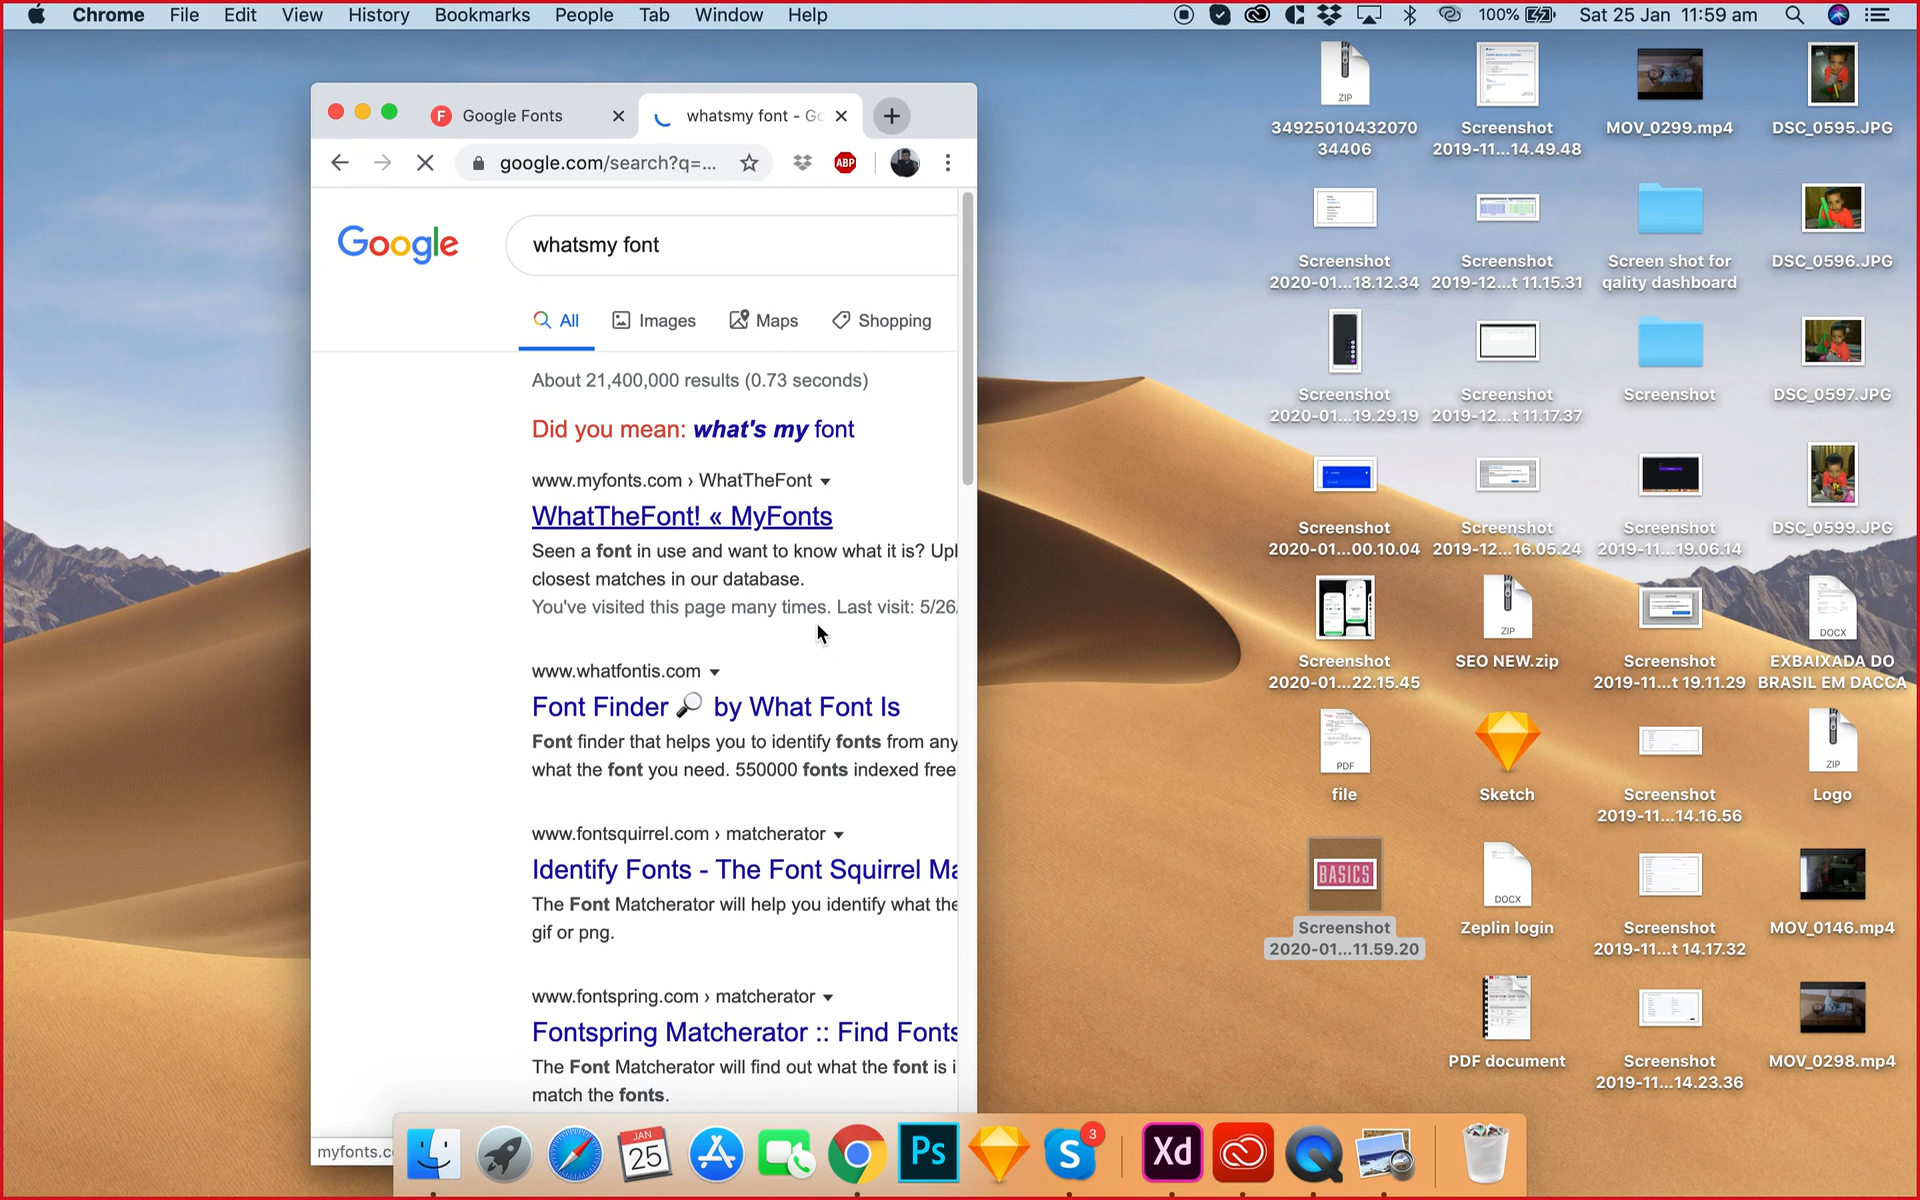 Chrome File Edit View History Bookmarks People Tab Window Help
100% Sat 25 Jan 11:59 am
Google Fonts
whatsmy font - Go
google.com/search?q=...
ABP
Google
whatsmy font
All Images Maps Shopping
About 21,400,000 results (0.73 seconds)
Did you mean: what's my font
www.myfonts.com › WhatTheFont
WhatTheFont! « MyFonts
Seen a font in use and want to know what it is? Upl
closest matches in our database.
You've visited this page many times. Last visit: 5/26
www.whatfontis.com
Font Finder 🔎 by What Font Is
Font finder that helps you to identify fonts from any
what the font you need. 550000 fonts indexed free
www.fontsquirrel.com › matcherator
Identify Fonts - The Font Squirrel Ma
The Font Matcherator will help you identify what the
gif or png.
www.fontspring.com › matcherator
Fontspring Matcherator :: Find Fonts
The Font Matcherator will find out what the font is i
match the fonts.
myfonts.c
ZIP
34925010432070
34406
Screenshot
2019-11...14.49.48
MOV_0299.mp4
DSC_0595.JPG
Screenshot
2020-01...18.12.34
Screenshot
2019-12...t 11.15.31
Screen shot for
qality dashboard
DSC_0596.JPG
Screenshot
2020-01...19.29.19
Screenshot
2019-12...t 11.17.37
Screenshot
DSC_0597.JPG
Screenshot
2020-01...00.10.04
Screenshot
2019-12...16.05.24
Screenshot
2019-11...19.06.14
DSC_0599.JPG
Screenshot
2020-01...22.15.45
ZIP
SEO NEW.zip
Screenshot
2019-11...t 19.11.29
DOCX
EXBAIXADA DO
BRASIL EM DACCA
PDF
file
Sketch
Screenshot
2019-11...14.16.56
ZIP
Logo
BASICS
Screenshot
2020-01...11.59.20
DOCX
Zeplin login
Screenshot
2019-11...t 14.17.32
MOV_0146.mp4
PDF document
Screenshot
2019-11...14.23.36
MOV_0298.mp4
JAN
25
Ps
S
3
Xd